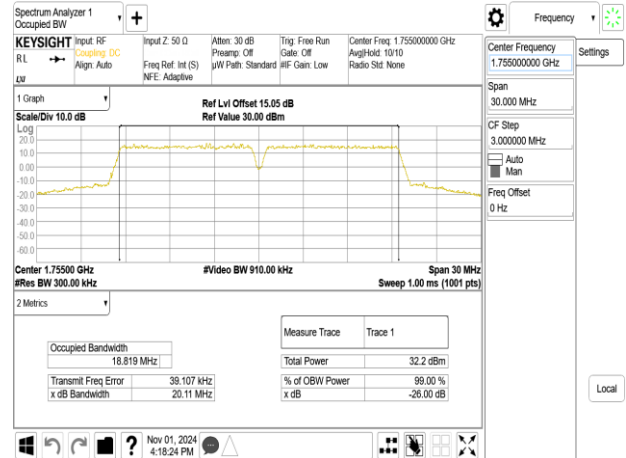 Spectrum Analyzer 1
Occupied BW
Frequency
KEYSIGHT
RL
LXI
Input: RF
Coupling: DC
Align: Auto
Input Z: 50 Ω
Freq Ref: Int (S)
NFE: Adaptive
Atten: 30 dB
Preamp: Off
µW Path: Standard
Trig: Free Run
Gate: Off
#IF Gain: Low
Center Freq: 1.755000000 GHz
Avg|Hold: 10/10
Radio Std: None
Center Frequency
1.755000000 GHz
Settings
Span
30.000 MHz
CF Step
3.000000 MHz
Auto
Man
Freq Offset
0 Hz
Local
1 Graph
Scale/Div 10.0 dB
Ref Lvl Offset 15.05 dB
Ref Value 30.00 dBm
Log
20.0
10.0
0.00
-10.0
-20.0
-30.0
-40.0
-50.0
-60.0
Center 1.75500 GHz
#Video BW 910.00 kHz
Span 30 MHz
#Res BW 300.00 kHz
Sweep 1.00 ms (1001 pts)
2 Metrics
Measure Trace Trace 1
Occupied Bandwidth
18.819 MHz
Total Power 32.2 dBm
Transmit Freq Error 39.107 kHz
% of OBW Power 99.00 %
x dB Bandwidth 20.11 MHz
x dB -26.00 dB
?
Nov 01, 2024
4:18:24 PM